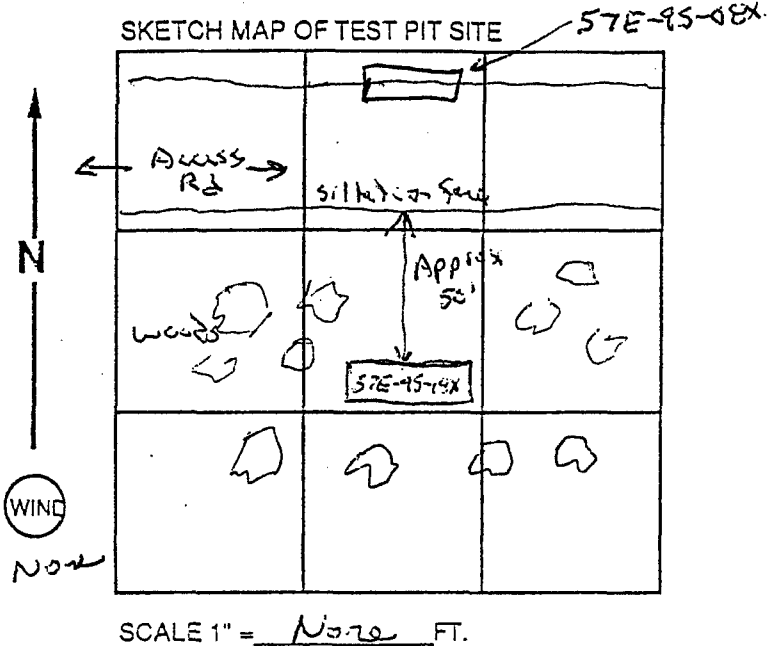 SKETCH MAP OF TEST PIT SITE
57E-95-08X
Access
Rd
siltation fence
N
Approx
50'
woods
57E-95-19X
WIND
None
SCALE 1" = None FT.